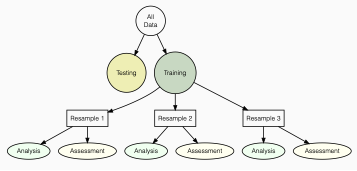 All
Data
Testing
Training
Resample 1
Resample 2
Resample 3
Analysis
Assessment
Analysis
Assessment
Analysis
Assessment